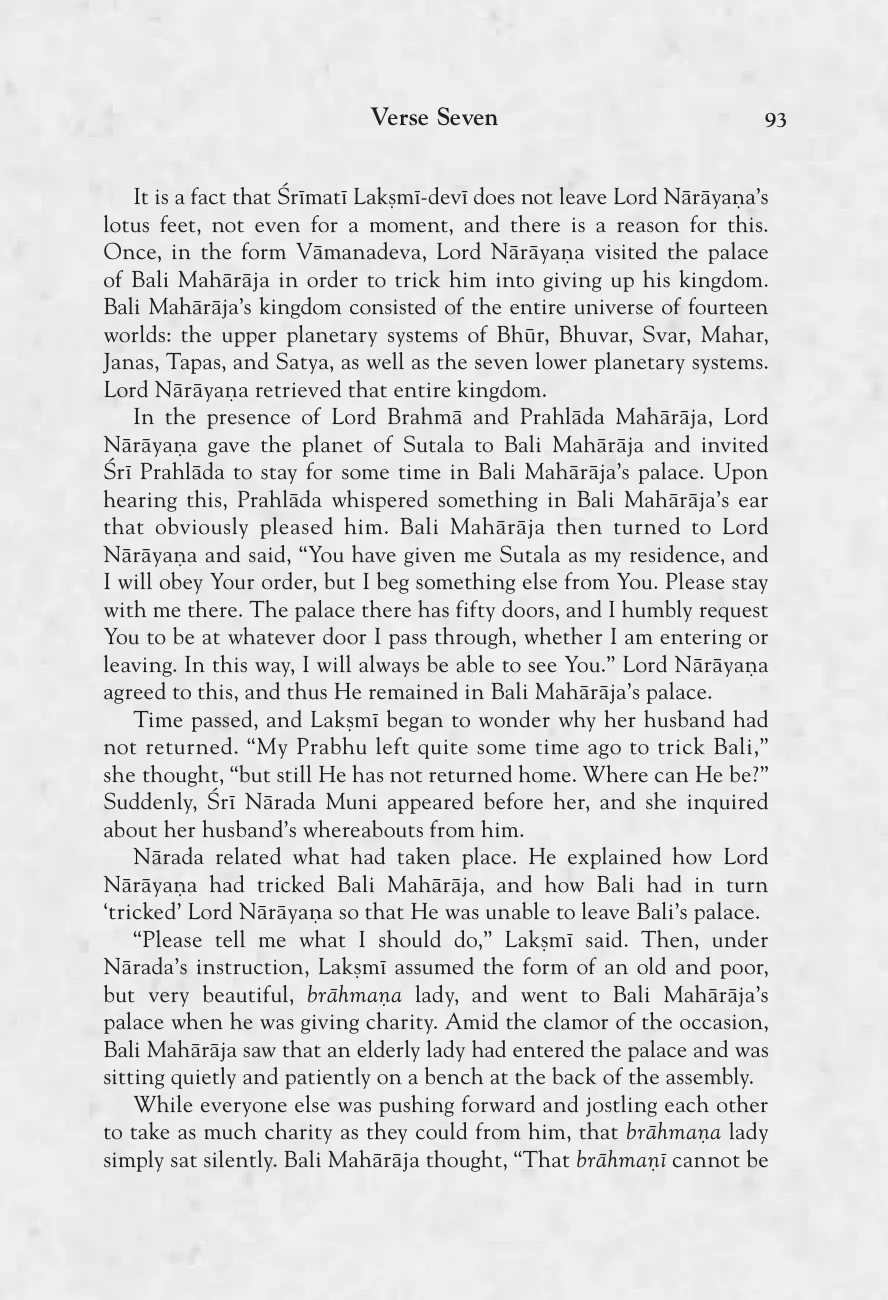 Verse Seven 93
It is a fact that Śrīmatī Lakṣmī-devī does not leave Lord Nārāyaṇa’s
lotus feet, not even for a moment, and there is a reason for this.
Once, in the form Vāmanadeva, Lord Nārāyaṇa visited the palace
of Bali Mahārāja in order to trick him into giving up his kingdom.
Bali Mahārāja’s kingdom consisted of the entire universe of fourteen
worlds: the upper planetary systems of Bhūr, Bhuvar, Svar, Mahar,
Janas, Tapas, and Satya, as well as the seven lower planetary systems.
Lord Nārāyaṇa retrieved that entire kingdom.
In the presence of Lord Brahmā and Prahlāda Mahārāja, Lord
Nārāyaṇa gave the planet of Sutala to Bali Mahārāja and invited
Śrī Prahlāda to stay for some time in Bali Mahārāja’s palace. Upon
hearing this, Prahlāda whispered something in Bali Mahārāja’s ear
that obviously pleased him. Bali Mahārāja then turned to Lord
Nārāyaṇa and said, “You have given me Sutala as my residence, and
I will obey Your order, but I beg something else from You. Please stay
with me there. The palace there has fifty doors, and I humbly request
You to be at whatever door I pass through, whether I am entering or
leaving. In this way, I will always be able to see You.” Lord Nārāyaṇa
agreed to this, and thus He remained in Bali Mahārāja’s palace.
Time passed, and Lakṣmī began to wonder why her husband had
not returned. “My Prabhu left quite some time ago to trick Bali,”
she thought, “but still He has not returned home. Where can He be?”
Suddenly, Śrī Nārada Muni appeared before her, and she inquired
about her husband’s whereabouts from him.
Nārada related what had taken place. He explained how Lord
Nārāyaṇa had tricked Bali Mahārāja, and how Bali had in turn
‘tricked’ Lord Nārāyaṇa so that He was unable to leave Bali’s palace.
“Please tell me what I should do,” Lakṣmī said. Then, under
Nārada’s instruction, Lakṣmī assumed the form of an old and poor,
but very beautiful, brāhmaṇa lady, and went to Bali Mahārāja’s
palace when he was giving charity. Amid the clamor of the occasion,
Bali Mahārāja saw that an elderly lady had entered the palace and was
sitting quietly and patiently on a bench at the back of the assembly.
While everyone else was pushing forward and jostling each other
to take as much charity as they could from him, that brāhmaṇa lady
simply sat silently. Bali Mahārāja thought, “That brāhmaṇī cannot be